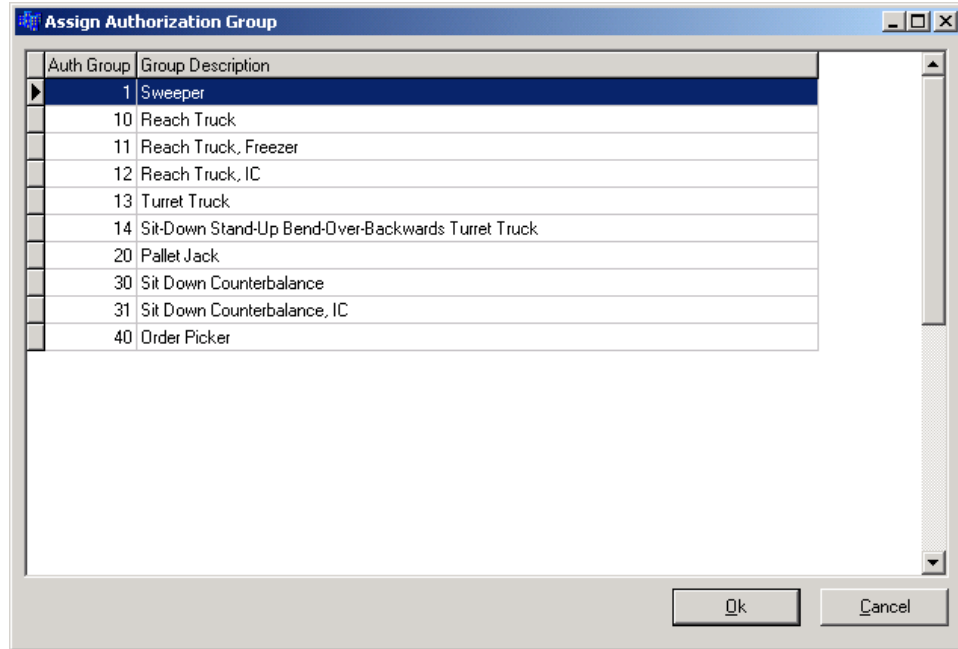 Assign Authorization Group
Auth Group Group Description
1 Sweeper
10 Reach Truck
11 Reach Truck, Freezer
12 Reach Truck, IC
13 Turret Truck
14 Sit-Down Stand-Up Bend-Over-Backwards Turret Truck
20 Pallet Jack
30 Sit Down Counterbalance
31 Sit Down Counterbalance, IC
40 Order Picker
Ok Cancel